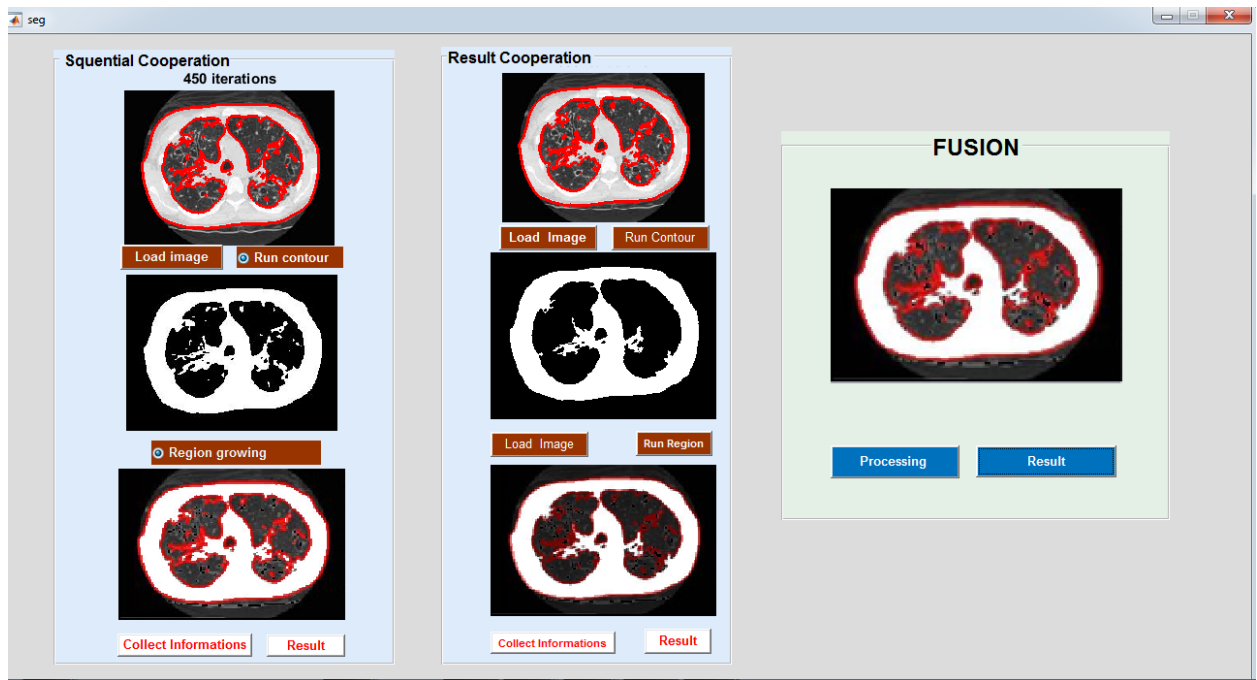 seg
Squential Cooperation
450 iterations
Load image
Run contour
Region growing
Collect Informations
Result
Result Cooperation
Load Image
Run Contour
Load Image
Run Region
Collect Informations
Result
FUSION
Processing
Result